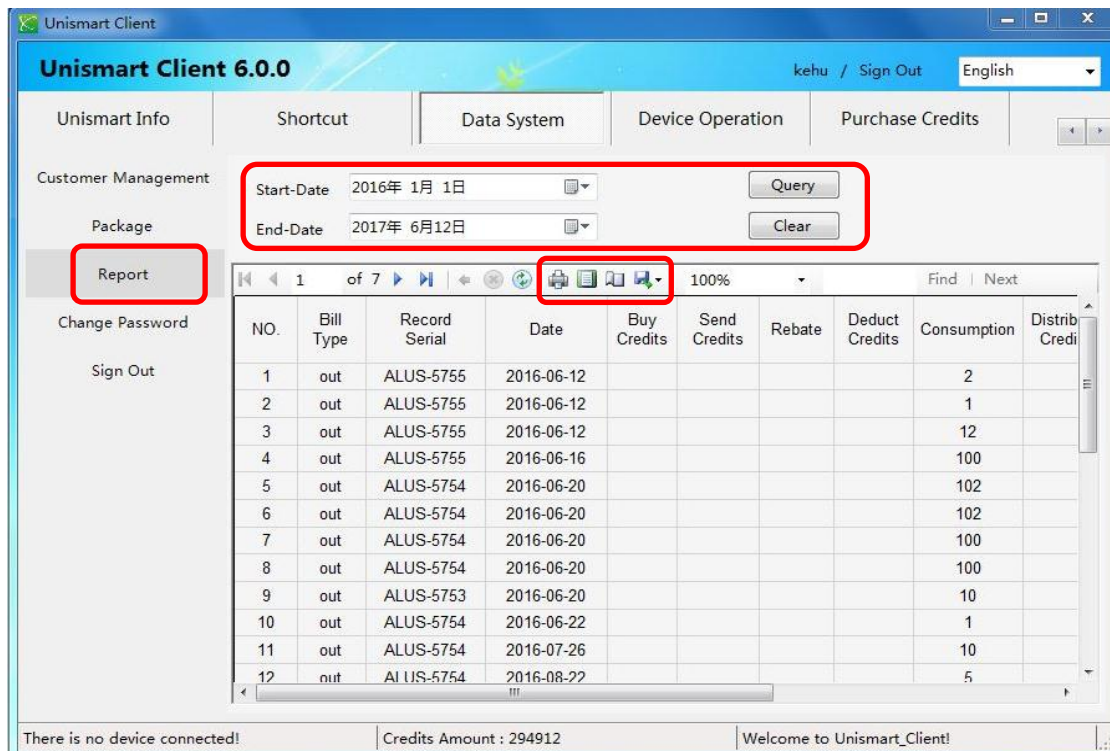 Unismart Client
Unismart Client 6.0.0 kehu / Sign Out English
Unismart Info Shortcut Data System Device Operation Purchase Credits
Customer Management
Package
Report
Change Password
Sign Out
Start-Date 2016年 1月 1日 Query
End-Date 2017年 6月12日 Clear
1 of 7 100% Find | Next
NO. Bill Type Record Serial Date Buy Credits Send Credits Rebate Deduct Credits Consumption Distrib Credi
1 out ALUS-5755 2016-06-12 2
2 out ALUS-5755 2016-06-12 1
3 out ALUS-5755 2016-06-12 12
4 out ALUS-5755 2016-06-16 100
5 out ALUS-5754 2016-06-20 102
6 out ALUS-5754 2016-06-20 102
7 out ALUS-5754 2016-06-20 100
8 out ALUS-5754 2016-06-20 100
9 out ALUS-5753 2016-06-20 10
10 out ALUS-5754 2016-06-22 1
11 out ALUS-5754 2016-07-26 10
12 out ALUS-5754 2016-08-22 5
There is no device connected! Credits Amount : 294912 Welcome to Unismart_Client!